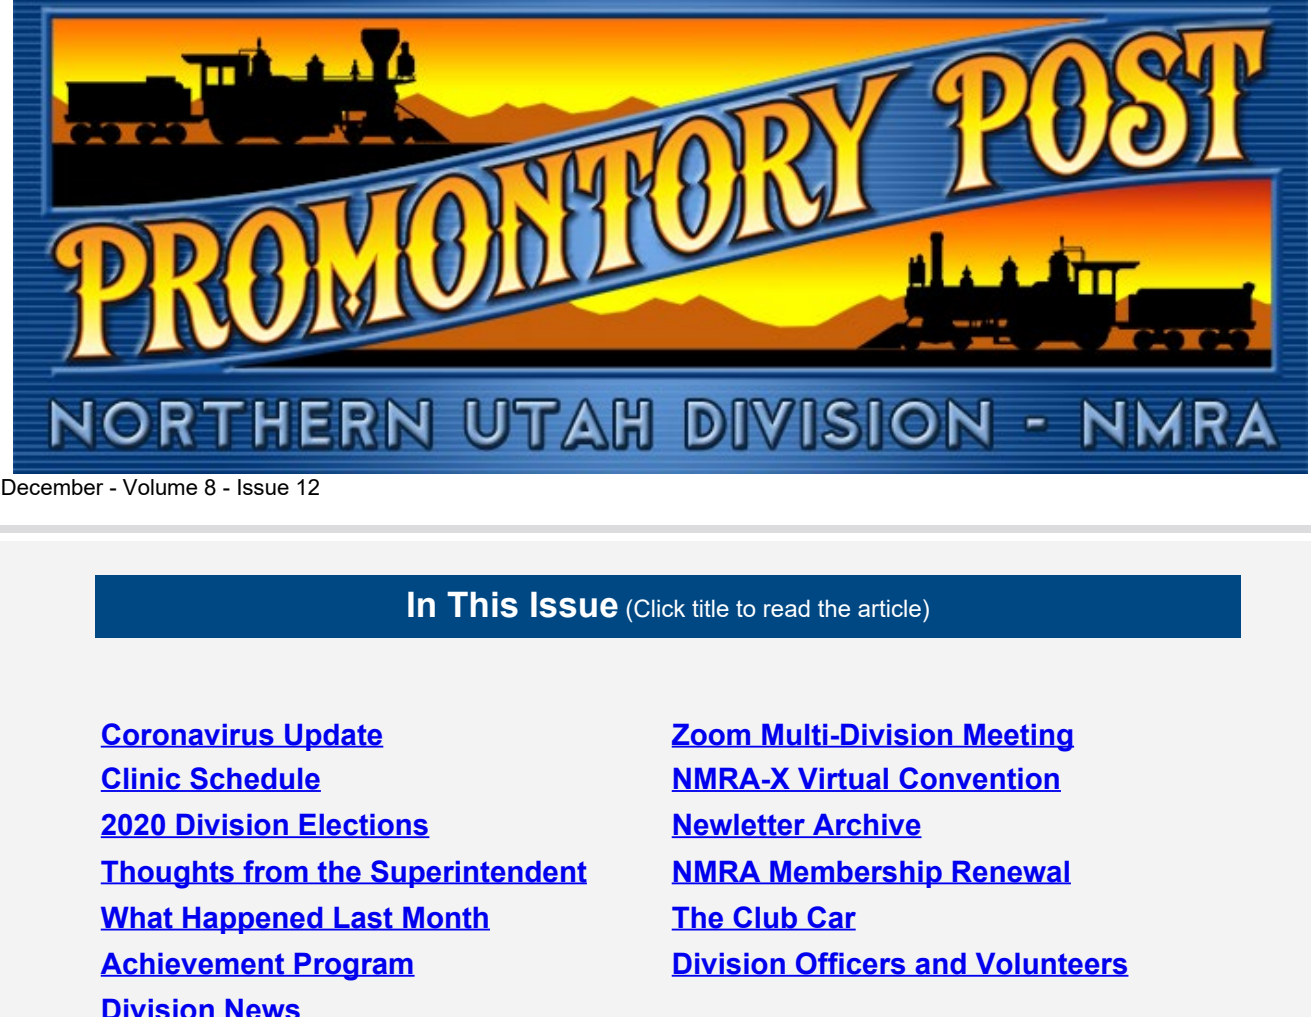 PROMONTORY POST
NORTHERN UTAH DIVISION - NMRA
December - Volume 8 - Issue 12
In This Issue (Click title to read the article)
Coronavirus Update
Clinic Schedule
2020 Division Elections
Thoughts from the Superintendent
What Happened Last Month
Achievement Program
Division News
Zoom Multi-Division Meeting
NMRA-X Virtual Convention
Newletter Archive
NMRA Membership Renewal
The Club Car
Division Officers and Volunteers